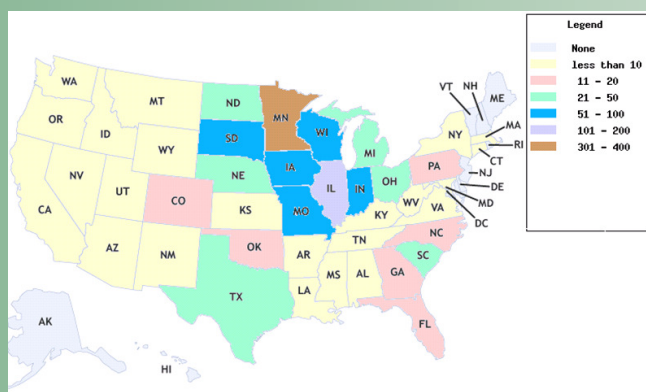 Legend
None
less than 10
11 - 20
21 - 50
51 - 100
101 - 200
301 - 400
WA
MT
ND
MN
VT
NH
ME
OR
ID
SD
WI
MI
NY
MA
RI
CT
WY
NE
IA
PA
NJ
NV
UT
CO
IL
IN
OH
DE
MD
DC
CA
KS
MO
KY
WV
VA
AZ
NM
OK
AR
TN
NC
SC
TX
LA
MS
AL
GA
FL
AK
HI